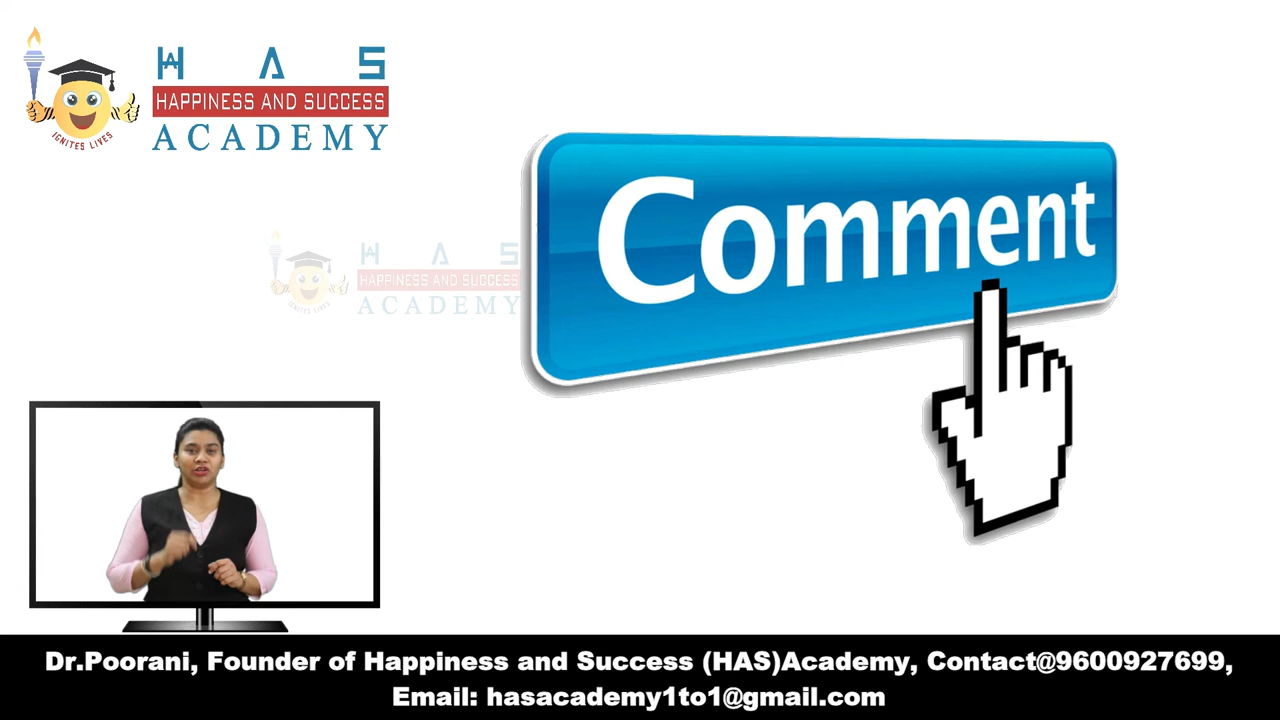 H A S
HAPPINESS AND SUCCESS
ACADEMY
IGNITES LIVES
Comment
H A S
HAPPINESS AND SUCCESS
ACADEMY
IGNITES LIVES
Dr.Poorani, Founder of Happiness and Success (HAS)Academy, Contact@9600927699,
Email: hasacademy1to1@gmail.com